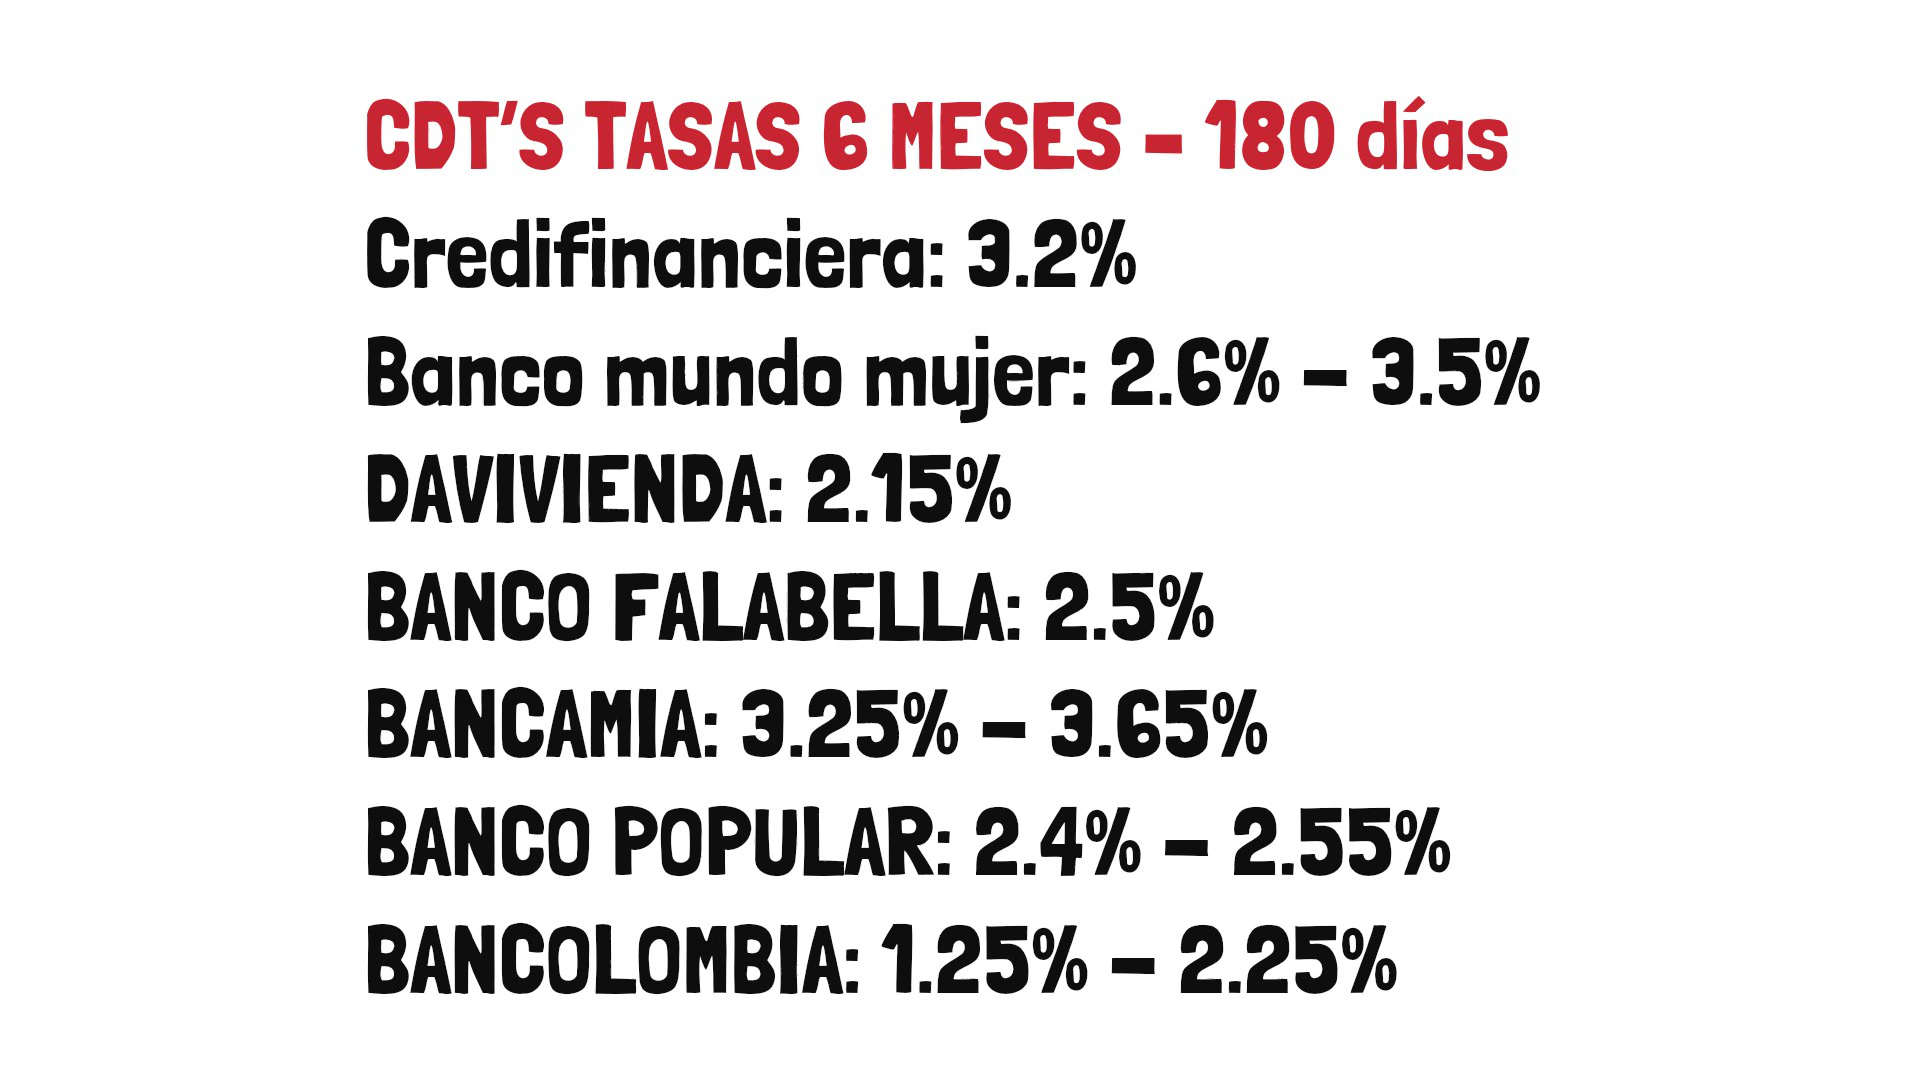 CDT'S TASAS 6 MESES - 180 días
Credifinanciera: 3.2%
Banco mundo mujer: 2.6% - 3.5%
DAVIVIENDA: 2.15%
BANCO FALABELLA: 2.5%
BANCAMIA: 3.25% - 3.65%
BANCO POPULAR: 2.4% - 2.55%
BANCOLOMBIA: 1.25% - 2.25%